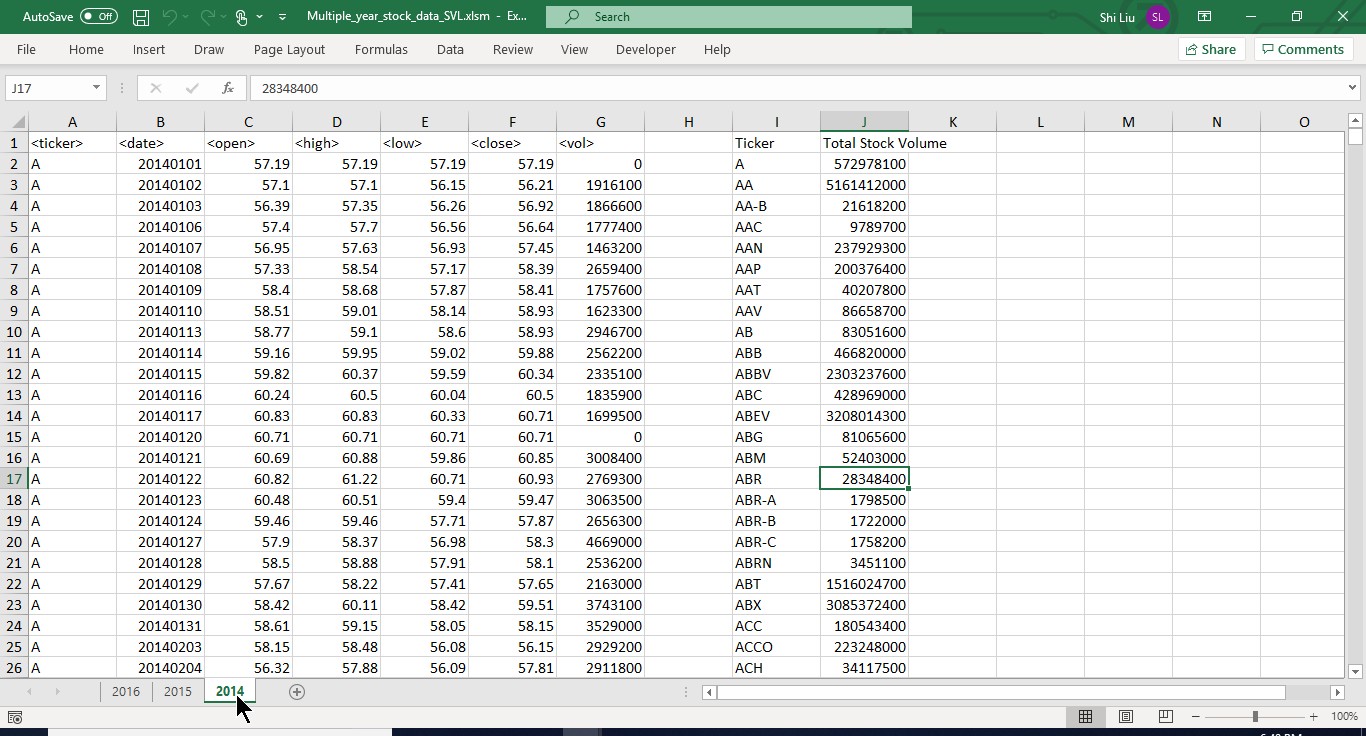 AutoSave Off Multiple_year_stock_data_SVL.xlsm - Ex... Search Shi Liu SL
File Home Insert Draw Page Layout Formulas Data Review View Developer Help Share Comments
J17 fx 28348400
A B C D E F G H I J K L M N O
1 <ticker> <date> <open> <high> <low> <close> <vol> Ticker Total Stock Volume
2 A 20140101 57.19 57.19 57.19 57.19 0 A 572978100
3 A 20140102 57.1 57.1 56.15 56.21 1916100 AA 5161412000
4 A 20140103 56.39 57.35 56.26 56.92 1866600 AA-B 21618200
5 A 20140106 57.4 57.7 56.56 56.64 1777400 AAC 9789700
6 A 20140107 56.95 57.63 56.93 57.45 1463200 AAN 237929300
7 A 20140108 57.33 58.54 57.17 58.39 2659400 AAP 200376400
8 A 20140109 58.4 58.68 57.87 58.41 1757600 AAT 40207800
9 A 20140110 58.51 59.01 58.14 58.93 1623300 AAV 86658700
10 A 20140113 58.77 59.1 58.6 58.93 2946700 AB 83051600
11 A 20140114 59.16 59.95 59.02 59.88 2562200 ABB 466820000
12 A 20140115 59.82 60.37 59.59 60.34 2335100 ABBV 2303237600
13 A 20140116 60.24 60.5 60.04 60.5 1835900 ABC 428969000
14 A 20140117 60.83 60.83 60.33 60.71 1699500 ABEV 3208014300
15 A 20140120 60.71 60.71 60.71 60.71 0 ABG 81065600
16 A 20140121 60.69 60.88 59.86 60.85 3008400 ABM 52403000
17 A 20140122 60.82 61.22 60.71 60.93 2769300 ABR 28348400
18 A 20140123 60.48 60.51 59.4 59.47 3063500 ABR-A 1798500
19 A 20140124 59.46 59.46 57.71 57.87 2656300 ABR-B 1722000
20 A 20140127 57.9 58.37 56.98 58.3 4669000 ABR-C 1758200
21 A 20140128 58.5 58.88 57.91 58.1 2536200 ABRN 3451100
22 A 20140129 57.67 58.22 57.41 57.65 2163000 ABT 1516024700
23 A 20140130 58.42 60.11 58.42 59.51 3743100 ABX 3085372400
24 A 20140131 58.61 59.15 58.05 58.15 3529000 ACC 180543400
25 A 20140203 58.15 58.48 56.08 56.15 2929200 ACCO 223248000
26 A 20140204 56.32 57.88 56.09 57.81 2911800 ACH 34117500
2016 2015 2014
100%